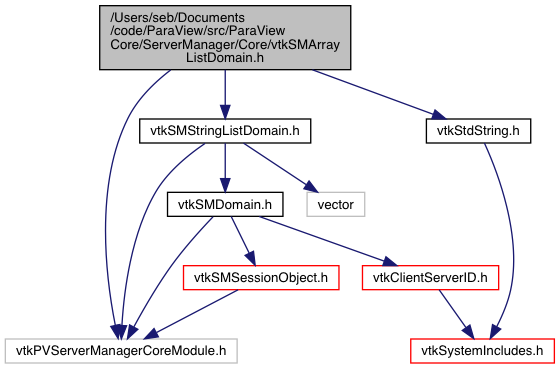 /Users/seb/Documents
/code/ParaView/src/ParaView
Core/ServerManager/Core/vtkSMArray
ListDomain.h
vtkSMStringListDomain.h
vtkStdString.h
vtkSMDomain.h
vector
vtkSMSessionObject.h
vtkClientServerID.h
vtkPVServerManagerCoreModule.h
vtkSystemIncludes.h